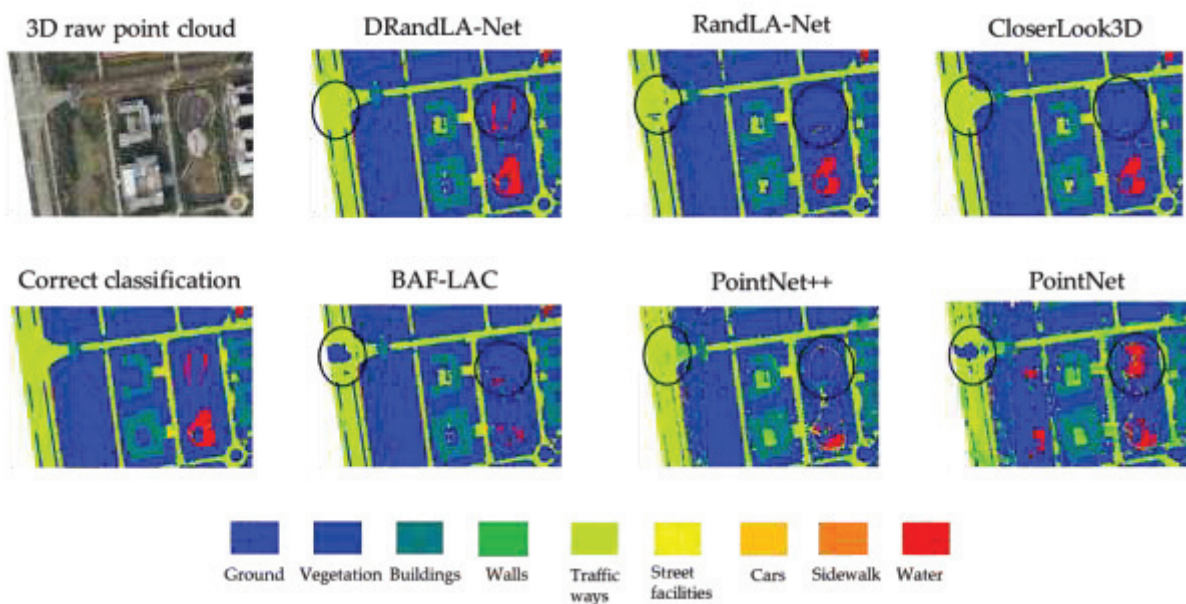 3D raw point cloud
DRandLA-Net
RandLA-Net
CloserLook3D
Correct classification
BAF-LAC
PointNet++
PointNet
Ground
Vegetation
Buildings
Walls
Traffic
ways
Street
facilities
Cars
Sidewalk
Water